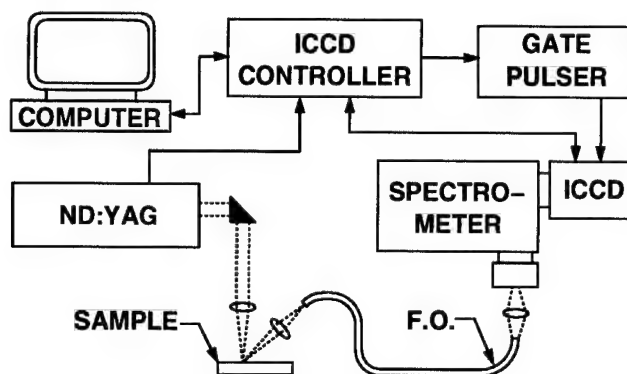 ICCD
CONTROLLER
GATE
PULSER
COMPUTER
ND:YAG
SPECTRO-
METER
ICCD
SAMPLE
F.O.